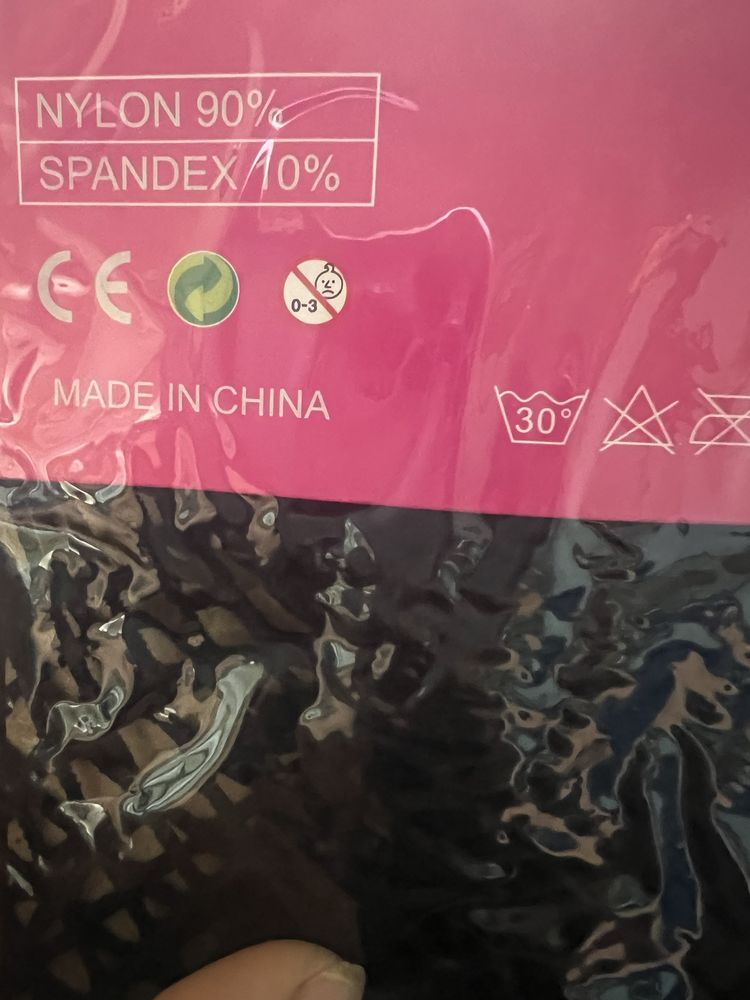 NYLON 90%
SPANDEX 10%
CE
0-3
MADE IN CHINA
30°